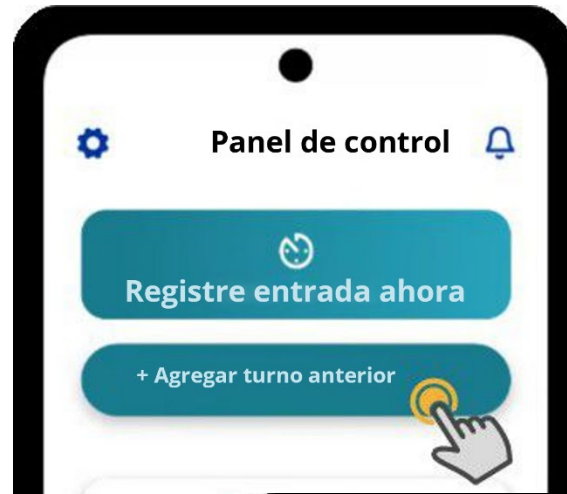 Panel de control
Registre entrada ahora
+ Agregar turno anterior